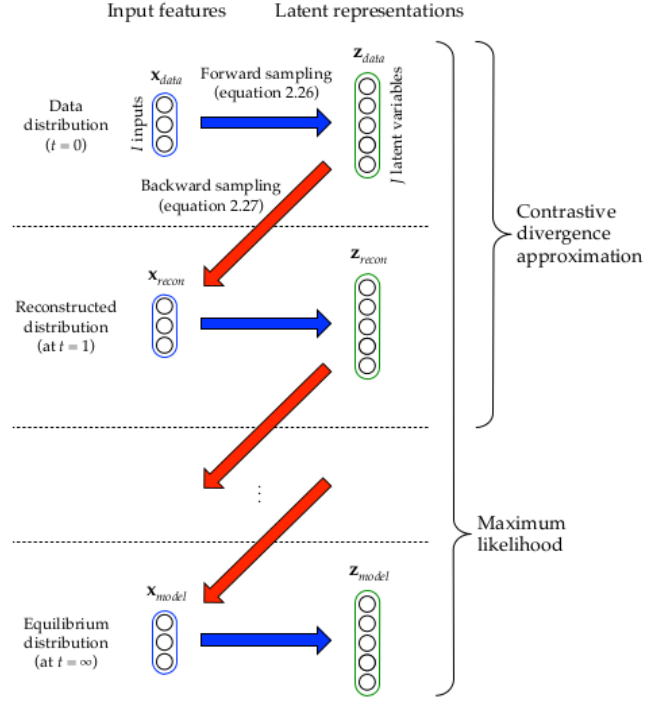 Input features
Latent representations
x_data
Forward sampling
(equation 2.26)
z_data
Data
distribution
(t = 0)
I inputs
J latent variables
Backward sampling
(equation 2.27)
Contrastive
divergence
approximation
x_recon
z_recon
Reconstructed
distribution
(at t = 1)
⋮
Maximum
likelihood
x_model
z_model
Equilibrium
distribution
(at t = ∞)